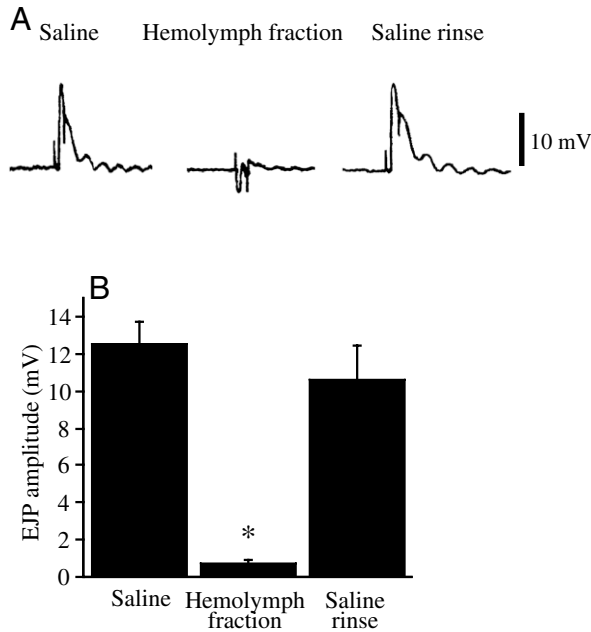 A
Saline Hemolymph fraction Saline rinse
10 mV
B
EJP amplitude (mV)
14
12
10
8
6
4
2
0
*
Saline Hemolymph Saline
fraction rinse